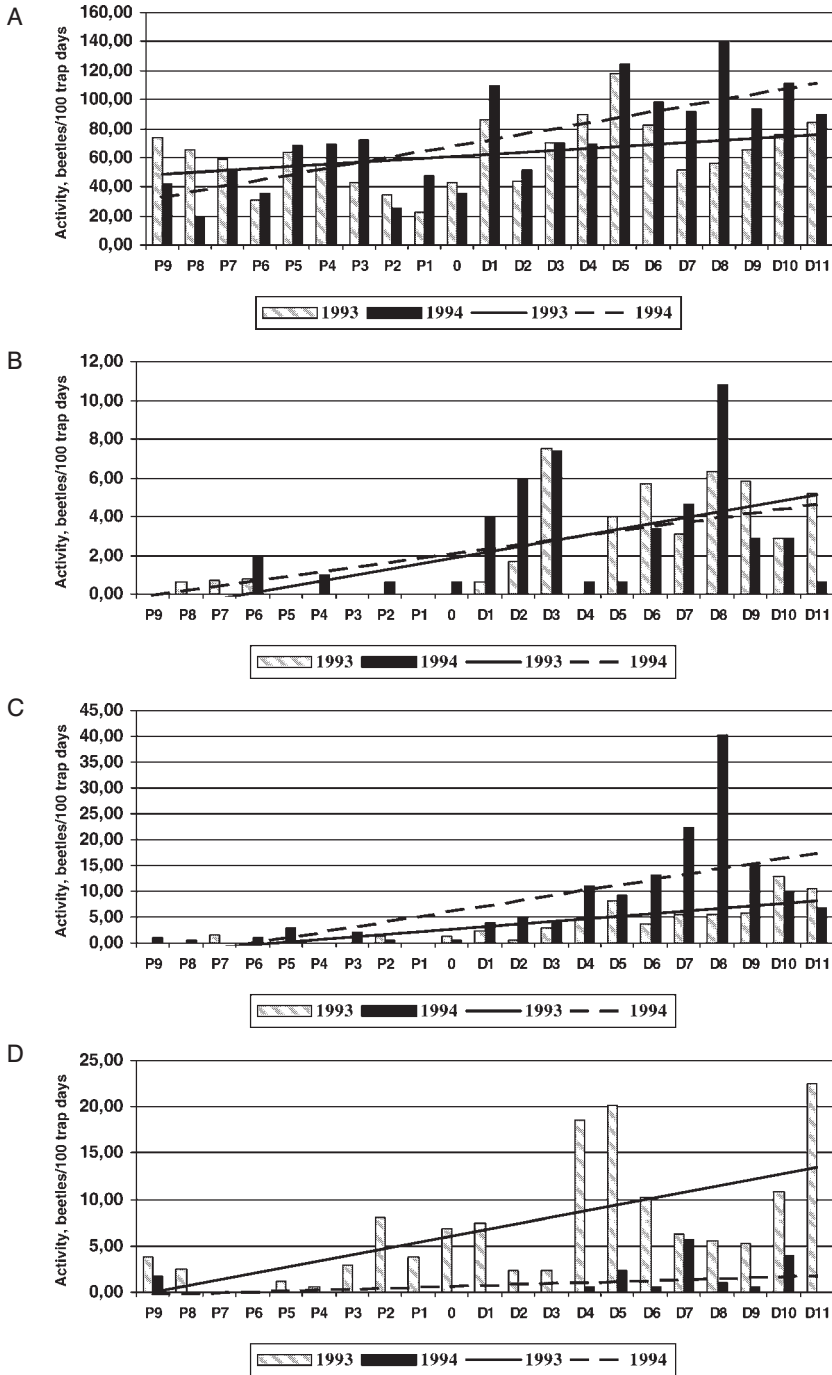 A
Activity, beetles/100 trap days
160,00
140,00
120,00
100,00
80,00
60,00
40,00
20,00
0,00
P9 P8 P7 P6 P5 P4 P3 P2 P1 0 D1 D2 D3 D4 D5 D6 D7 D8 D9 D10 D11
1993 1994 1993 1994
B
Activity, beetles/100 trap days
12,00
10,00
8,00
6,00
4,00
2,00
0,00
P9 P8 P7 P6 P5 P4 P3 P2 P1 0 D1 D2 D3 D4 D5 D6 D7 D8 D9 D10 D11
1993 1994 1993 1994
C
Activity, beetles/100 trap days
45,00
40,00
35,00
30,00
25,00
20,00
15,00
10,00
5,00
0,00
P9 P8 P7 P6 P5 P4 P3 P2 P1 0 D1 D2 D3 D4 D5 D6 D7 D8 D9 D10 D11
1993 1994 1993 1994
D
Activity, beetles/100 trap days
25,00
20,00
15,00
10,00
5,00
0,00
P9 P8 P7 P6 P5 P4 P3 P2 P1 0 D1 D2 D3 D4 D5 D6 D7 D8 D9 D10 D11
1993 1994 1993 1994